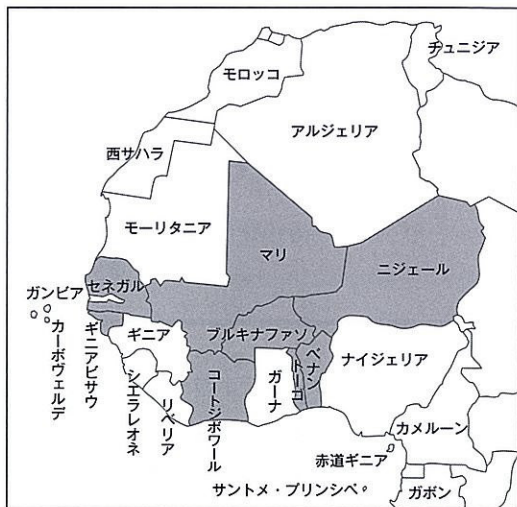 チュニジア
モロッコ
アルジェリア
西サハラ
モーリタニア
マリ
ニジェール
セネガル
ガンビア
カーボヴェルデ
ギニアビサウ
ギニア
シエラレオネ
リベリア
ブルキナファソ
コートジボワール
ガーナ
トーゴ
ベナン
ナイジェリア
カメルーン
赤道ギニア
サントメ・プリンシペ
ガボン